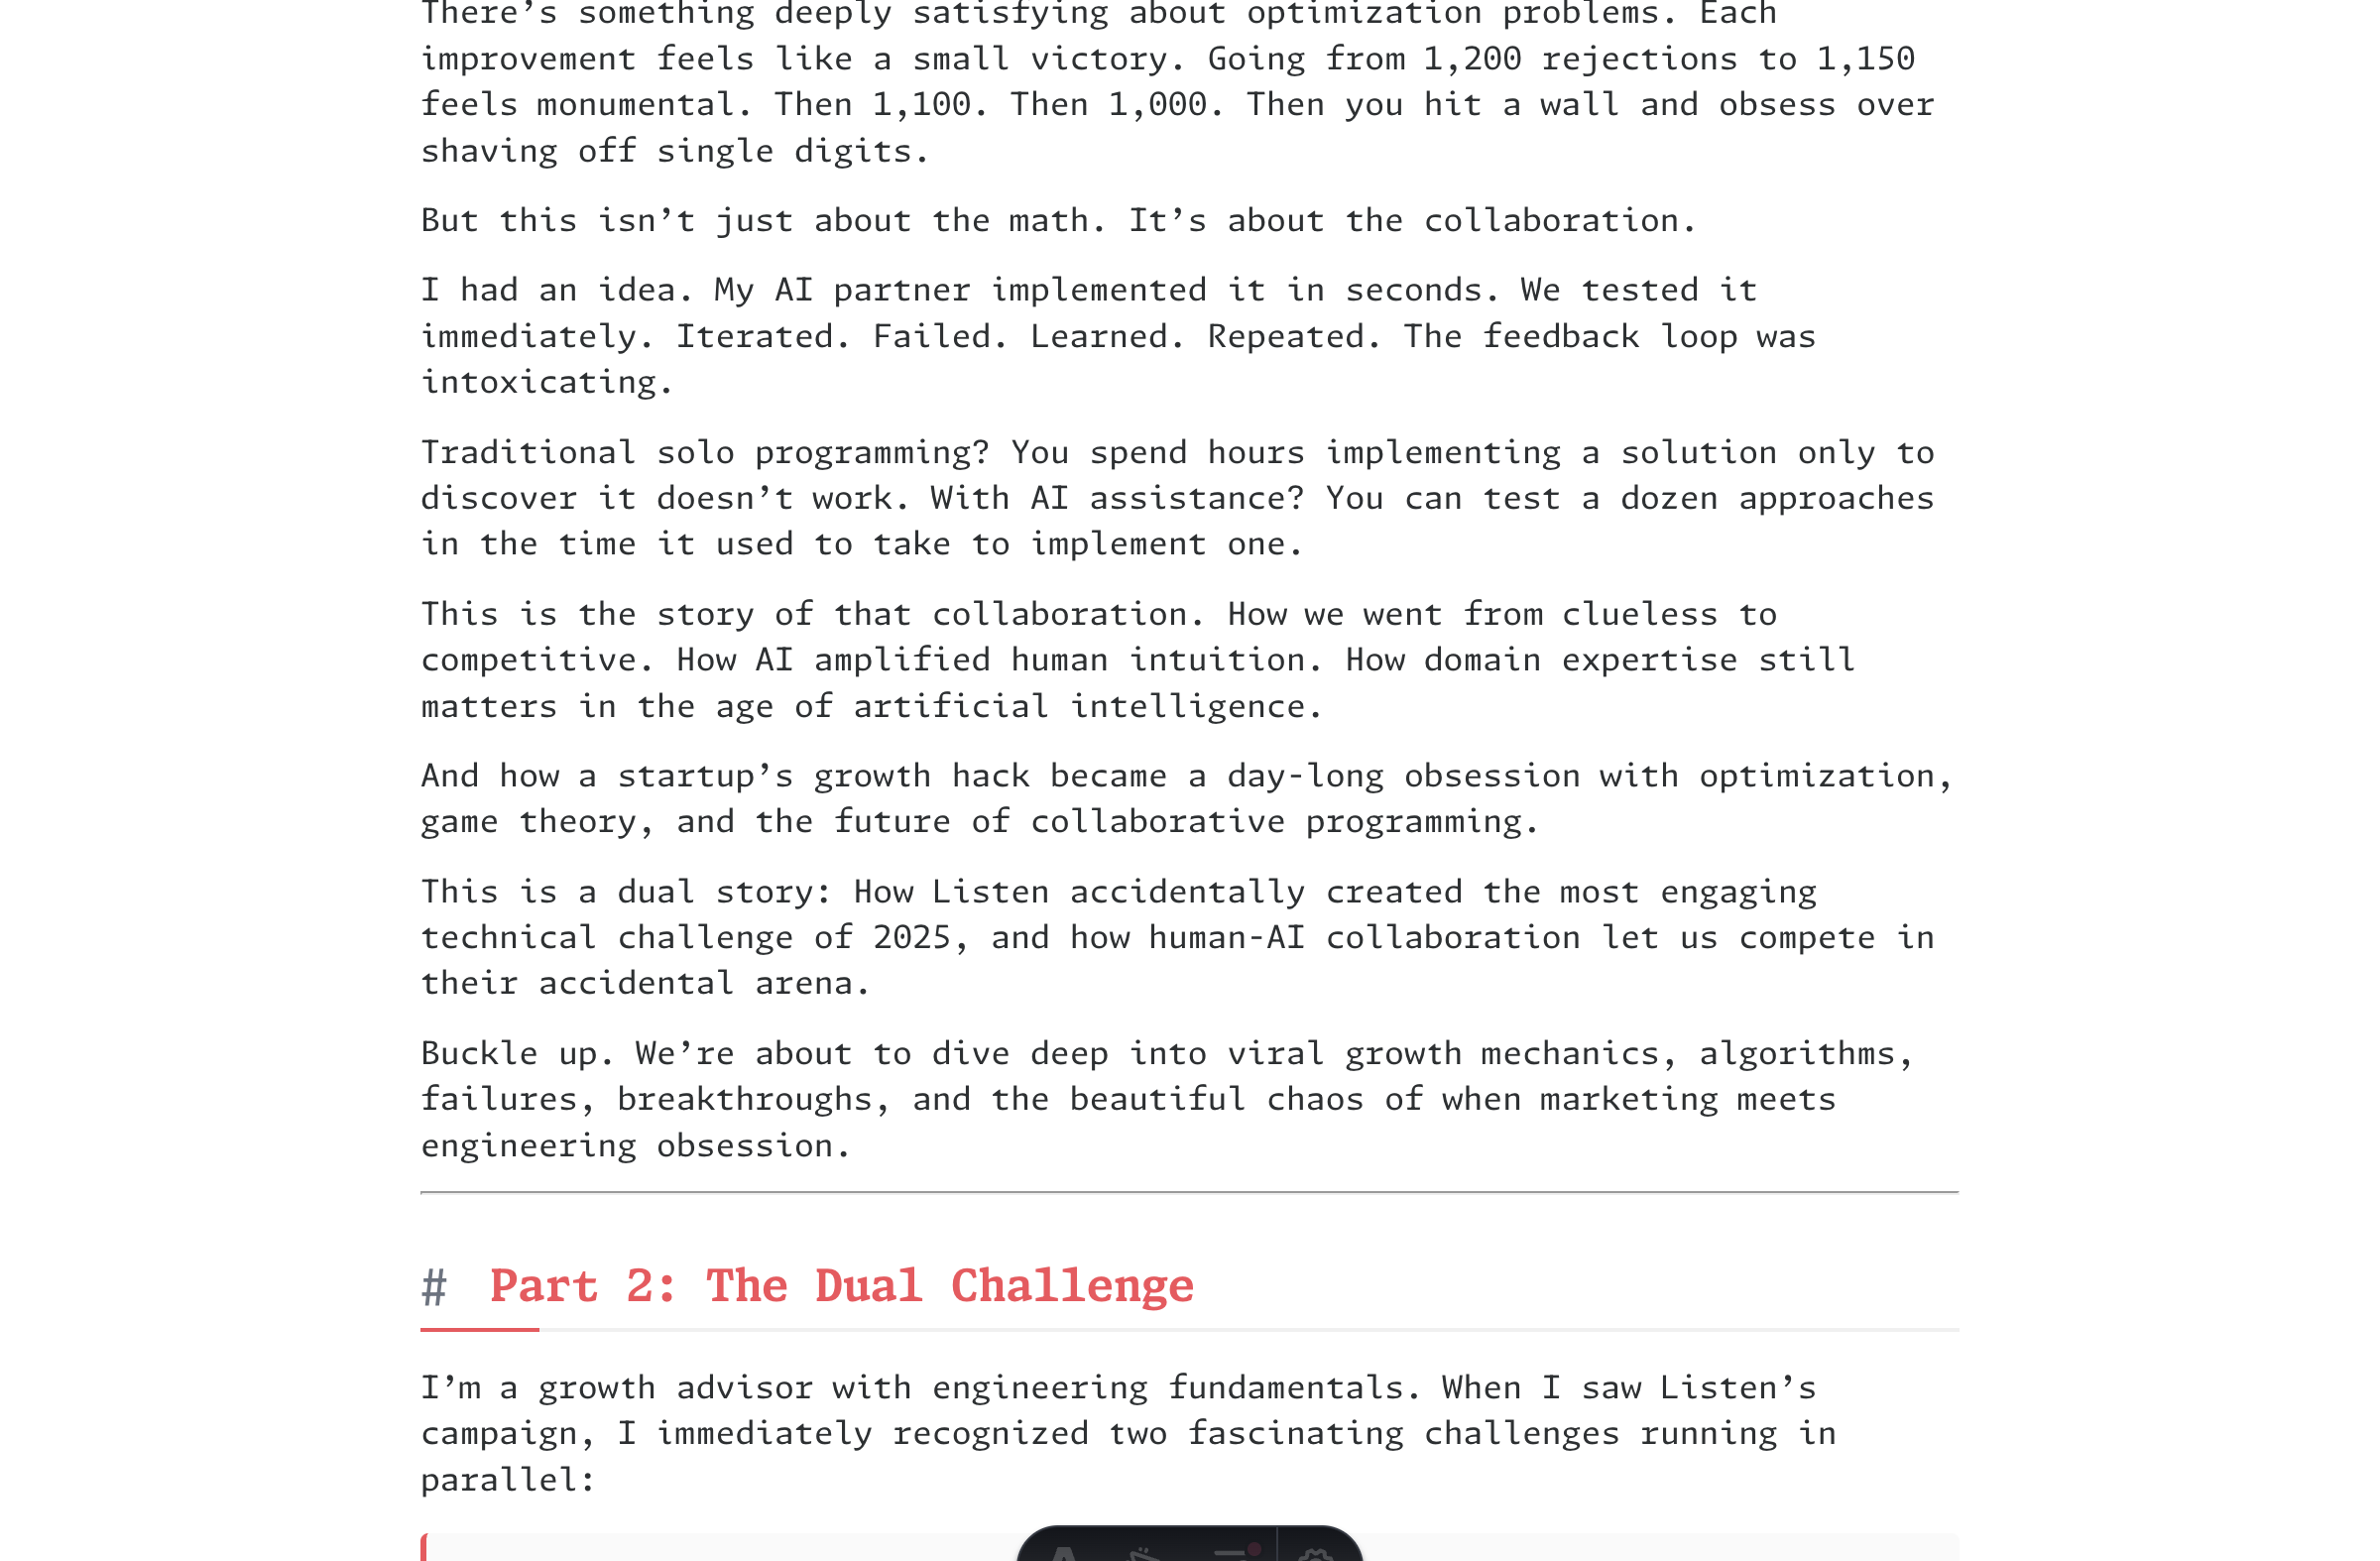 There’s something deeply satisfying about optimization problems. Each
improvement feels like a small victory. Going from 1,200 rejections to 1,150
feels monumental. Then 1,100. Then 1,000. Then you hit a wall and obsess over
shaving off single digits.
But this isn’t just about the math. It’s about the collaboration.
I had an idea. My AI partner implemented it in seconds. We tested it
immediately. Iterated. Failed. Learned. Repeated. The feedback loop was
intoxicating.
Traditional solo programming? You spend hours implementing a solution only to
discover it doesn’t work. With AI assistance? You can test a dozen approaches
in the time it used to take to implement one.
This is the story of that collaboration. How we went from clueless to
competitive. How AI amplified human intuition. How domain expertise still
matters in the age of artificial intelligence.
And how a startup’s growth hack became a day-long obsession with optimization,
game theory, and the future of collaborative programming.
This is a dual story: How Listen accidentally created the most engaging
technical challenge of 2025, and how human-AI collaboration let us compete in
their accidental arena.
Buckle up. We’re about to dive deep into viral growth mechanics, algorithms,
failures, breakthroughs, and the beautiful chaos of when marketing meets
engineering obsession.
# Part 2: The Dual Challenge
I’m a growth advisor with engineering fundamentals. When I saw Listen’s
campaign, I immediately recognized two fascinating challenges running in
parallel: